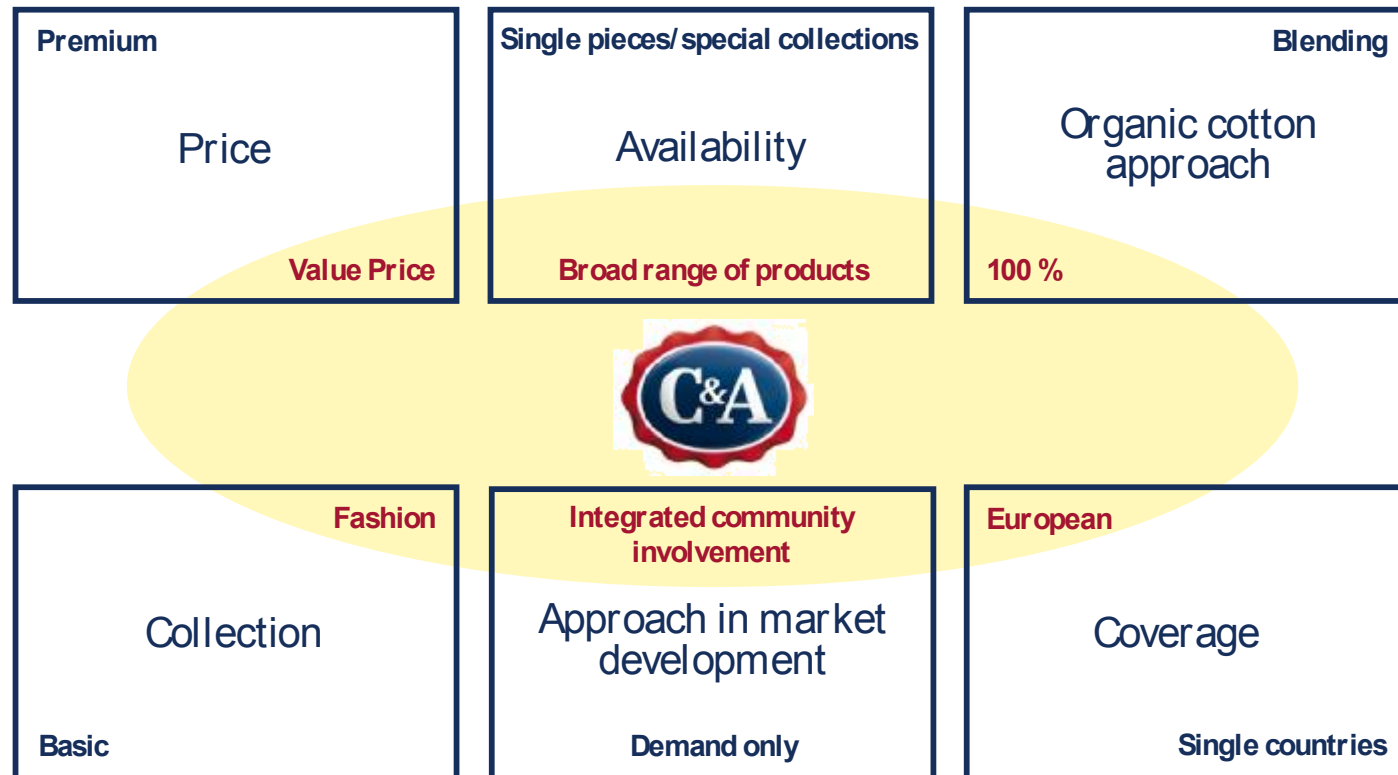 Premium
Price
Value Price
Single pieces/ special collections
Availability
Broad range of products
Blending
Organic cotton
approach
100 %
C&A
Fashion
Collection
Basic
Integrated community
involvement
Approach in market
development
Demand only
European
Coverage
Single countries